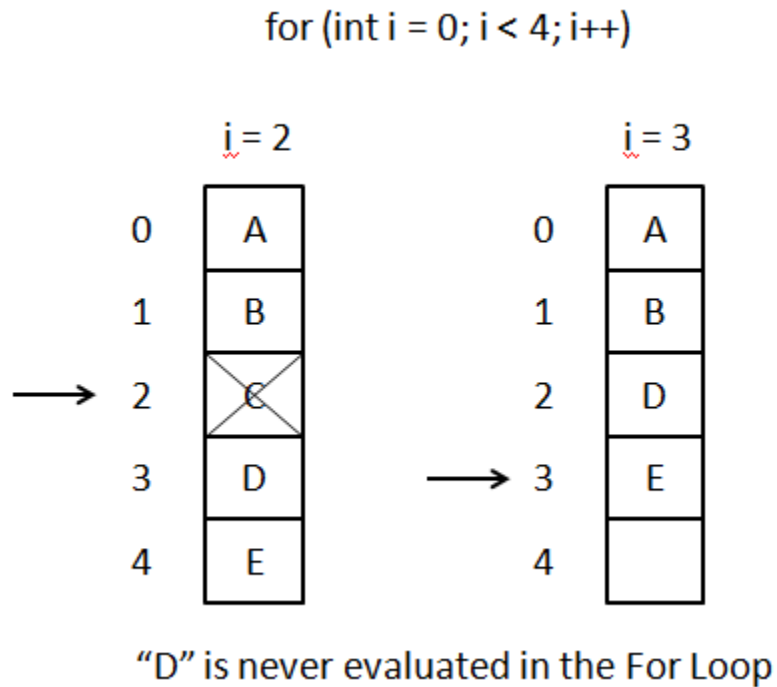 for (int i = 0; i < 4; i++)
i = 2 i = 3
0 A 0 A
1 B 1 B
2 C 2 D
3 D 3 E
4 E 4
“D” is never evaluated in the For Loop